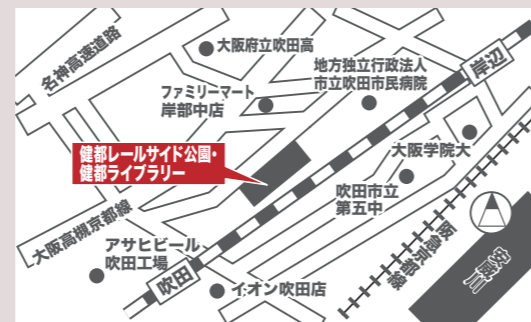 名神高速道路
大阪府立吹田高
地方独立行政法人
市立吹田市民病院
岸辺
ファミリーマート
岸部中店
健都レールサイド公園・
健都ライブラリー
大阪学院大
吹田市立
第五中
大阪高槻京都線
アサヒビール
吹田工場
吹田
イオン吹田店
阪急京都線
安威川